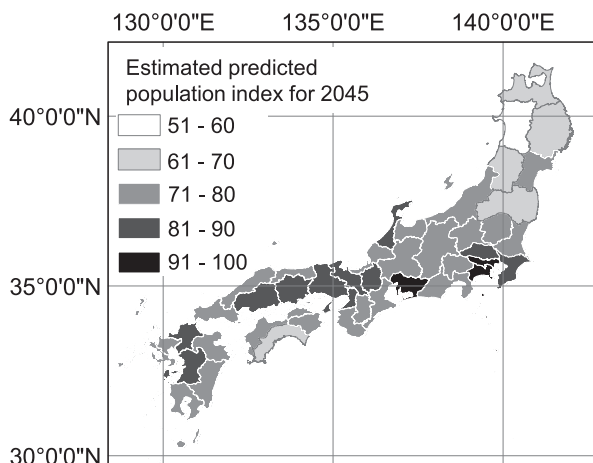 130°0'0"E 135°0'0"E 140°0'0"E
Estimated predicted
population index for 2045
40°0'0"N
51 - 60
61 - 70
71 - 80
81 - 90
91 - 100
35°0'0"N
30°0'0"N